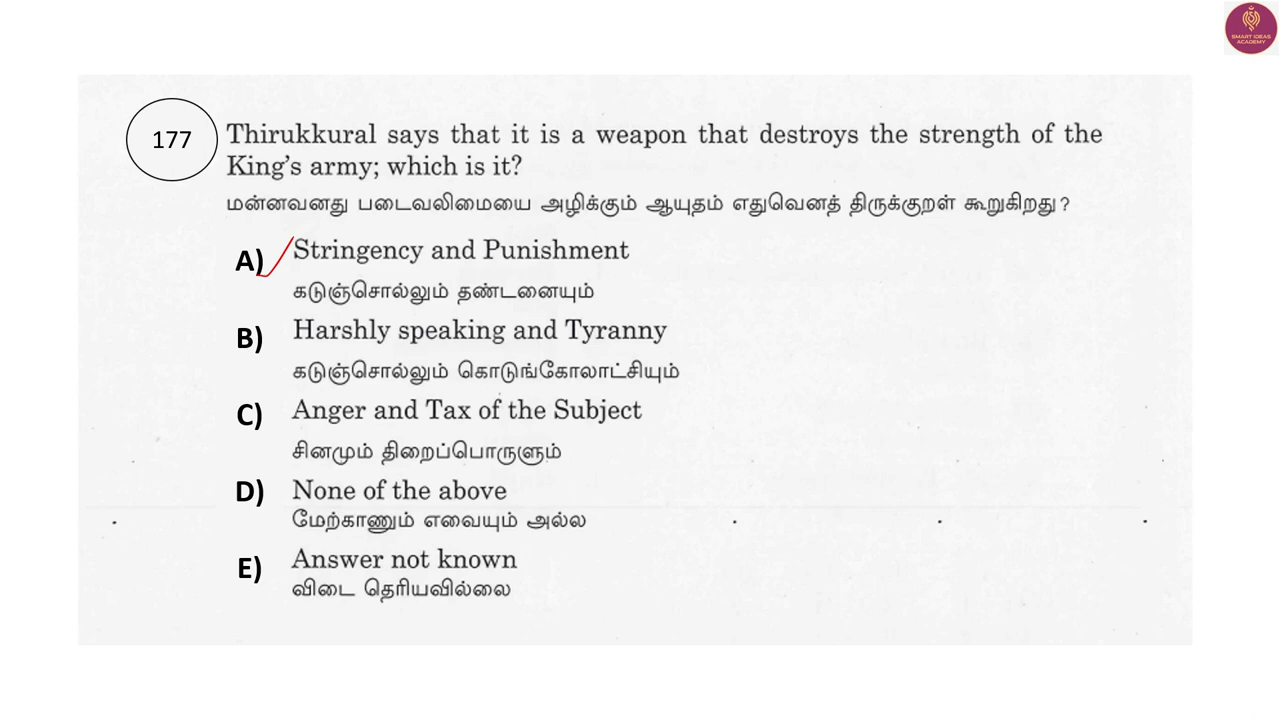 SMART IDEAS
ACADEMY
177
Thirukkural says that it is a weapon that destroys the strength of the
King's army; which is it?
மன்னவனது படைவலிமையை அழிக்கும் ஆயுதம் எதுவெனத் திருக்குறள் கூறுகிறது?
A) Stringency and Punishment
கடுஞ்சொல்லும் தண்டனையும்
B) Harshly speaking and Tyranny
கடுஞ்சொல்லும் கொடுங்கோலாட்சியும்
C) Anger and Tax of the Subject
சினமும் திறைப்பொருளும்
D) None of the above
மேற்காணும் எவையும் அல்ல
E) Answer not known
விடை தெரியவில்லை